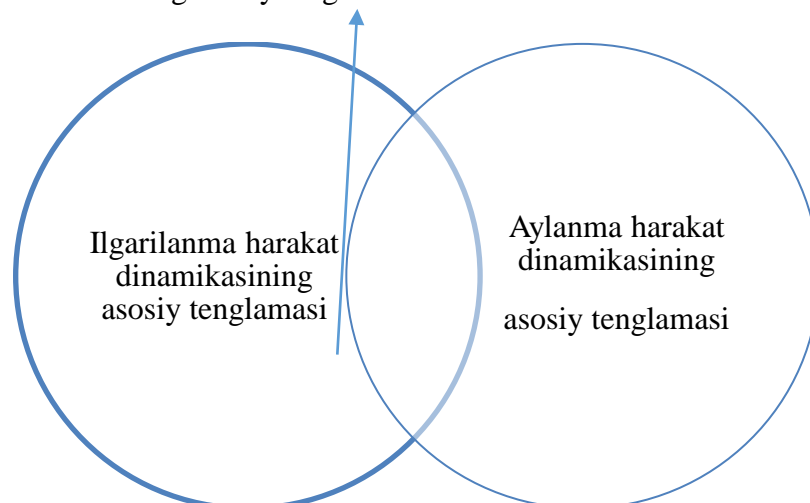 Ilgarilanma harakat
dinamikasining
asosiy tenglamasi
Aylanma harakat
dinamikasining
asosiy tenglamasi